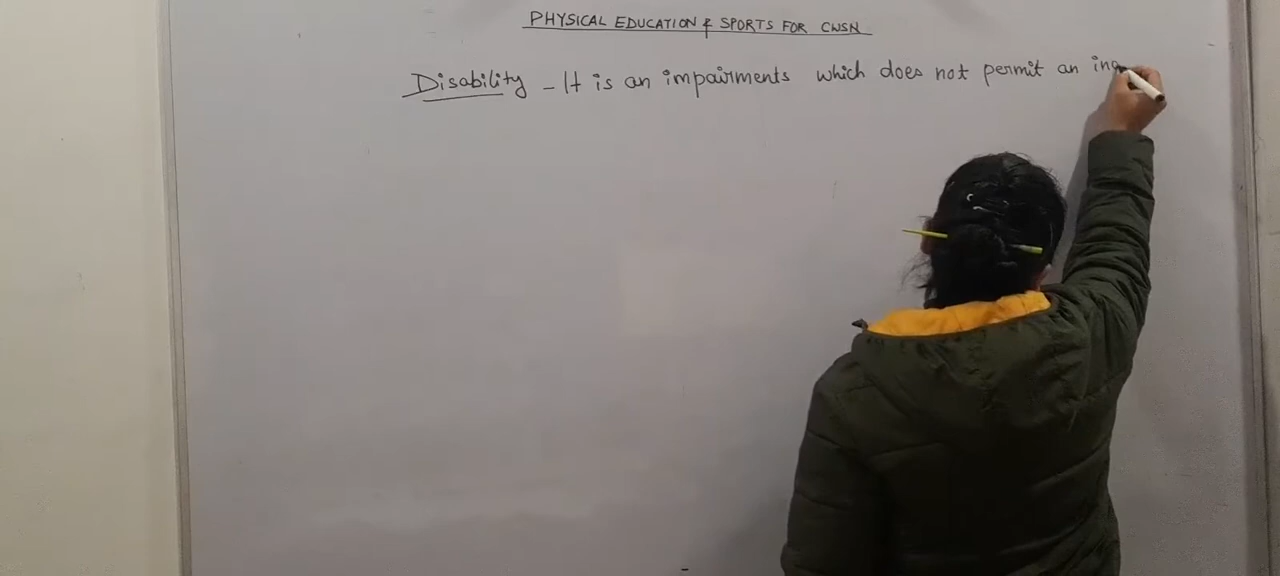 PHYSICAL EDUCATION & SPORTS FOR CWSN
Disability - It is an impairments which does not permit an